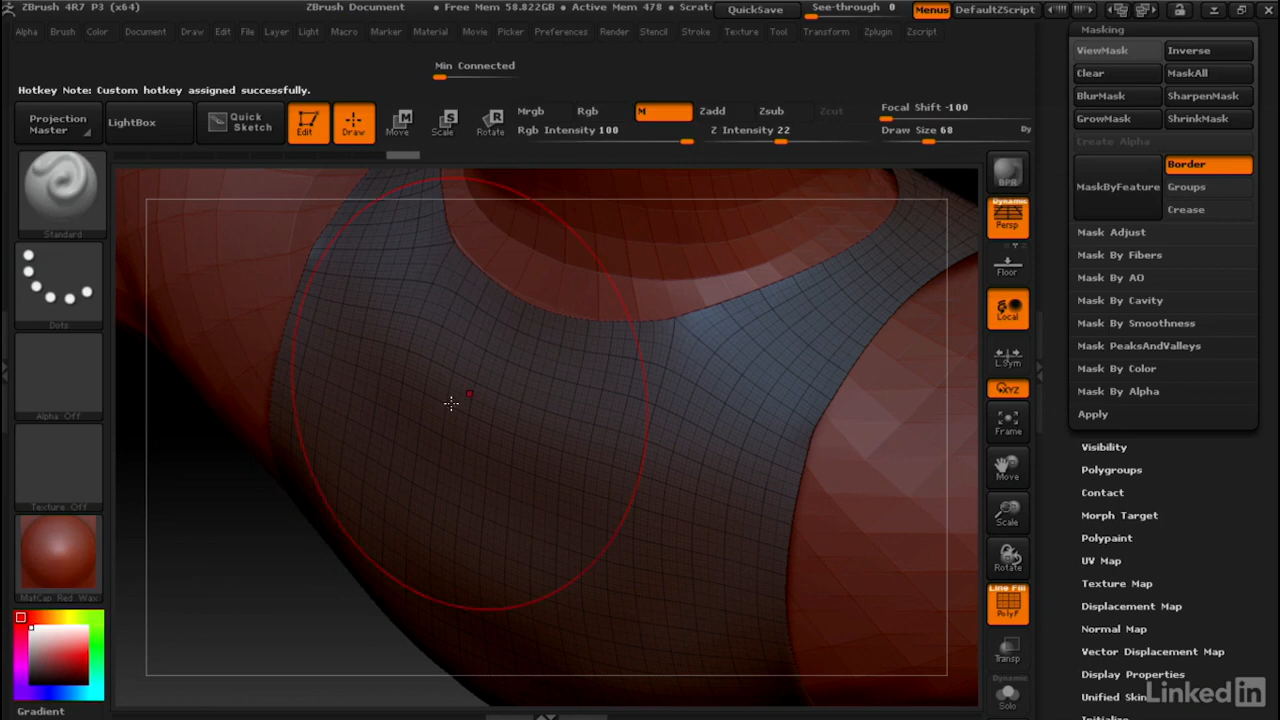 ZBrush 4R7 P3 (x64) ZBrush Document • Free Mem 58.822GB • Active Mem 478 • Scrat QuickSave See-through 0 Menus DefaultZScript
Alpha Brush Color Document Draw Edit File Layer Light Macro Marker Material Movie Picker Preferences Render Stencil Stroke Texture Tool Transform Zplugin Zscript
Min Connected
Hotkey Note: Custom hotkey assigned successfully.
Projection Master
LightBox
Quick Sketch
Edit
Draw
Move
Scale
Rotate
Mrgb Rgb M Zadd Zsub Zcut
Rgb Intensity 100 Z Intensity 22
Focal Shift -100
Draw Size 68 Dy
Standard
Dots
Alpha Off
Texture Off
MatCap Red Wax
Gradient
BPR
Dynamic
Persp
Floor
Local
L.Sym
XYZ
Frame
Move
Scale
Rotate
Line Fill
PolyF
Transp
Dynamic
Solo
Masking
ViewMask Inverse
Clear MaskAll
BlurMask SharpenMask
GrowMask ShrinkMask
Create Alpha
MaskByFeature
Border
Groups
Crease
Mask Adjust
Mask By Fibers
Mask By AO
Mask By Cavity
Mask By Smoothness
Mask PeaksAndValleys
Mask By Color
Mask By Alpha
Apply
Visibility
Polygroups
Contact
Morph Target
Polypaint
UV Map
Texture Map
Displacement Map
Normal Map
Vector Displacement Map
Display Properties
Unified Skin
Linked in